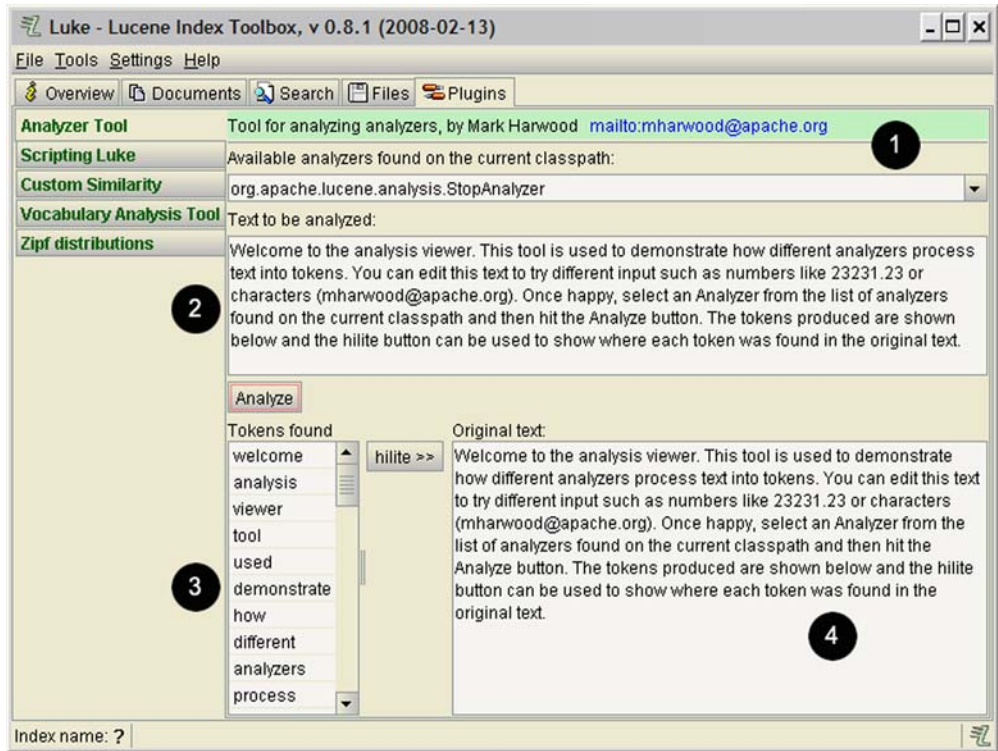 Luke - Lucene Index Toolbox, v 0.8.1 (2008-02-13)
File Tools Settings Help
Overview Documents Search Files Plugins
Analyzer Tool
Scripting Luke
Custom Similarity
Vocabulary Analysis Tool
Zipf distributions
Tool for analyzing analyzers, by Mark Harwood mailto:mharwood@apache.org
1
Available analyzers found on the current classpath:
org.apache.lucene.analysis.StopAnalyzer
Text to be analyzed:
Welcome to the analysis viewer. This tool is used to demonstrate how different analyzers process
text into tokens. You can edit this text to try different input such as numbers like 23231.23 or
characters (mharwood@apache.org). Once happy, select an Analyzer from the list of analyzers
found on the current classpath and then hit the Analyze button. The tokens produced are shown
below and the hilite button can be used to show where each token was found in the original text.
2
Analyze
Tokens found
welcome
analysis
viewer
tool
used
demonstrate
how
different
analyzers
process
3
hilite >>
Original text:
Welcome to the analysis viewer. This tool is used to demonstrate
how different analyzers process text into tokens. You can edit this text
to try different input such as numbers like 23231.23 or characters
(mharwood@apache.org). Once happy, select an Analyzer from the
list of analyzers found on the current classpath and then hit the
Analyze button. The tokens produced are shown below and the hilite
button can be used to show where each token was found in the
original text.
4
Index name: ?